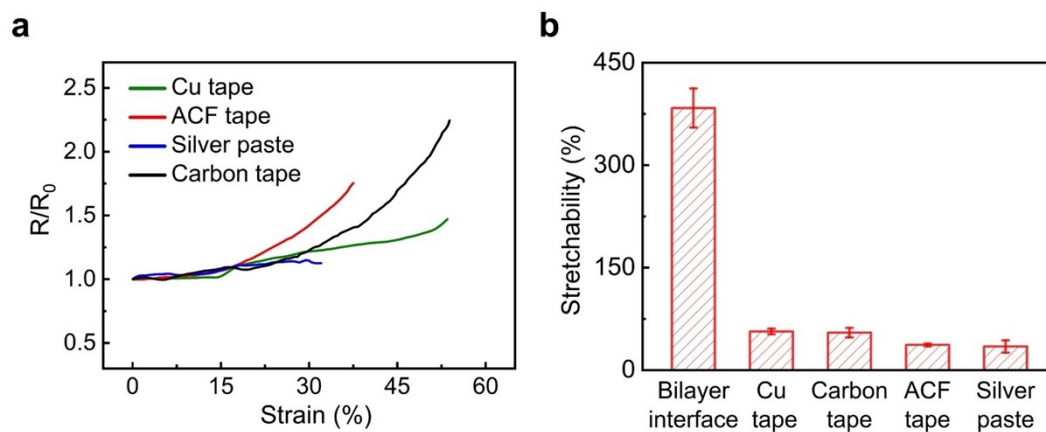 a
2.5
2.0
1.5
1.0
0.5
R/R₀
Cu tape
ACF tape
Silver paste
Carbon tape
0
15
30
45
60
Strain (%)
b
450
300
150
0
Stretchability (%)
Bilayer interface
Cu tape
Carbon tape
ACF tape
Silver paste